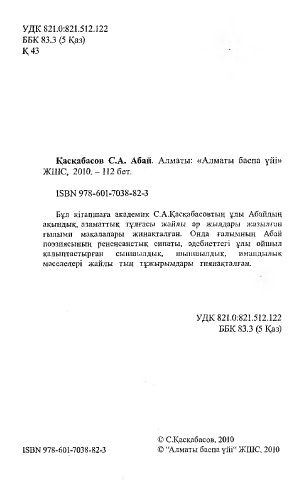 УДК 821.0:821.512.122
ББК 83.3 (5 Қаз)
Қ 43
Қасқабасов С.А. Абай. Алматы: «Алматы баспа үйі»
ЖШС, 2010. – 112 бет.
ISBN 978-601-7038-82-3
Бұл кітапшаға академик С.А.Қасқабасовтың ұлы Абайдың
ақындық, азаматтық тұлғасы жайлы әр жылдары жазылған
ғылыми мақалалары жинақталған. Онда ғалымның Абай
поэзиясының ренессанстық сипаты, әдебиеттегі ұлы ойшыл
қалыптастырған сыншылдық, шыншылдық, имандылық
мәселелері жайлы тың тұжырымдары тиянақталған.
УДК 821.0:821.512.122
ББК 83.3 (5 Қаз)
© С.Қасқабасов, 2010
ISBN 978-601-7038-82-3
© "Алматы баспа үйі" ЖШС, 2010